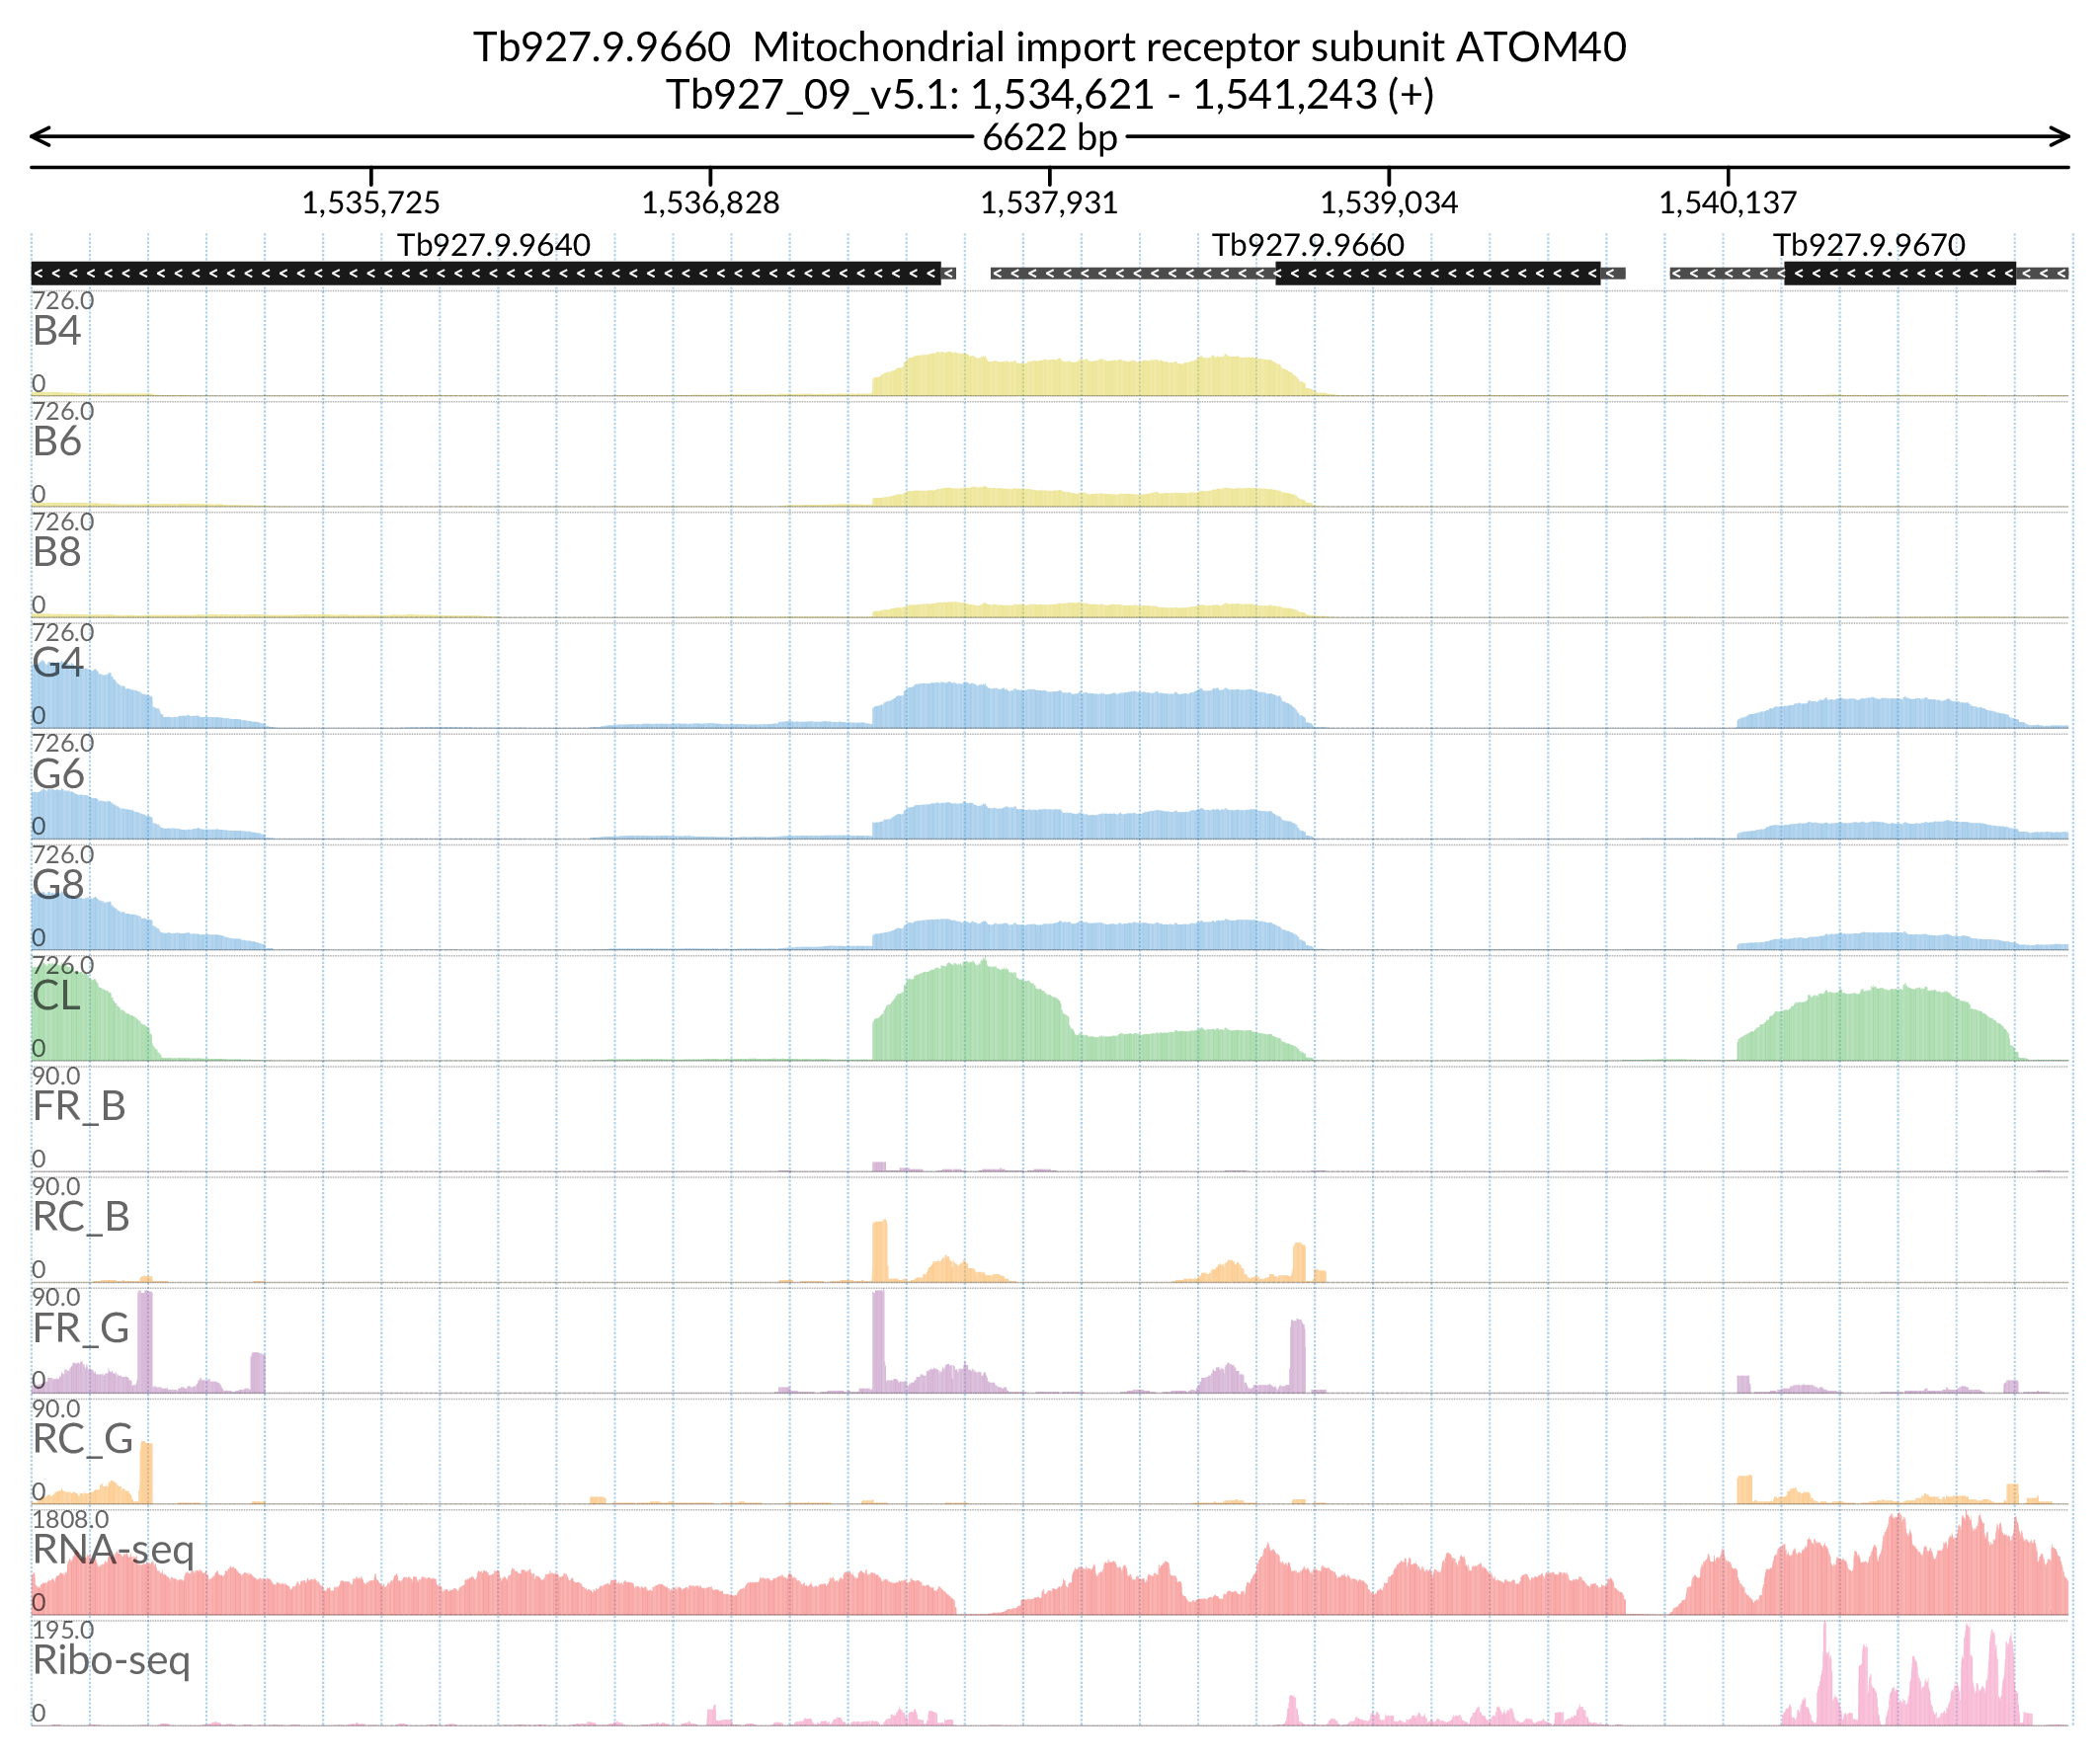 Tb927.9.9660 Mitochondrial import receptor subunit ATOM40
Tb927_09_v5.1: 1,534,621 - 1,541,243 (+)
6622 bp
1,535,725 1,536,828 1,537,931 1,539,034 1,540,137
Tb927.9.9640 Tb927.9.9660 Tb927.9.9670
726.0
B4
0
726.0
B6
0
726.0
B8
0
726.0
G4
0
726.0
G6
0
726.0
G8
0
726.0
CL
0
90.0
FR_B
0
90.0
RC_B
0
90.0
FR_G
0
90.0
RC_G
0
1808.0
RNA-seq
0
195.0
Ribo-seq
0